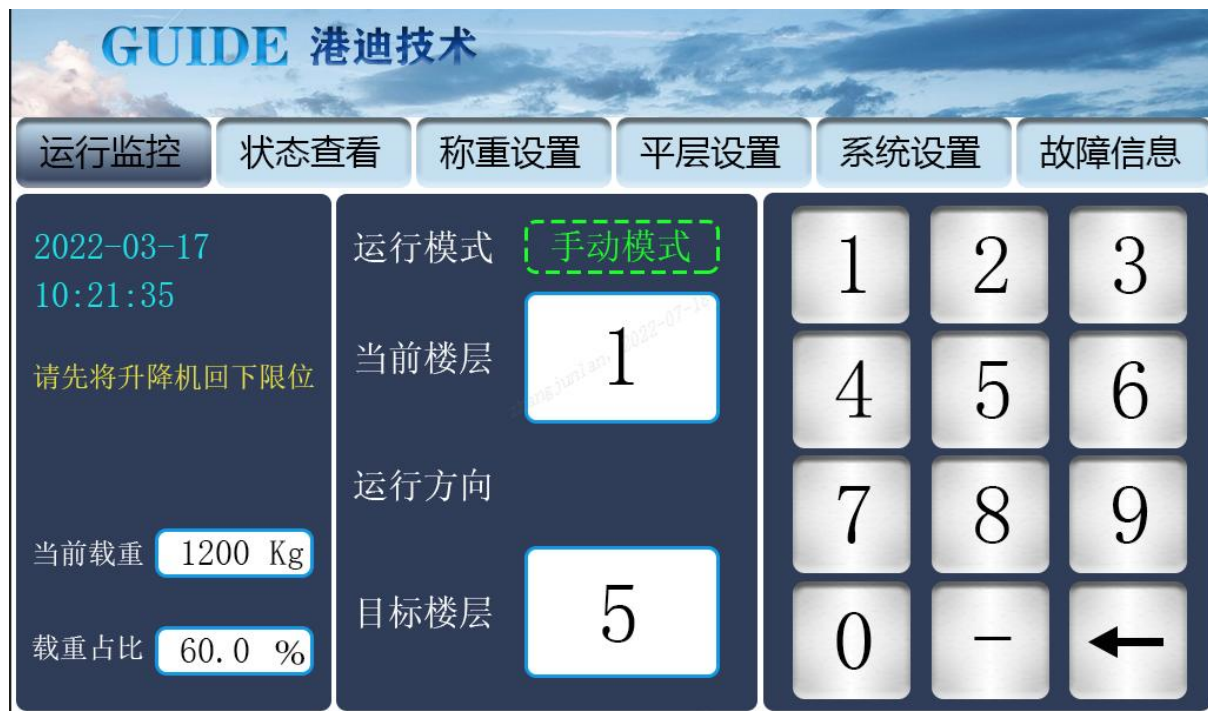 GUIDE 港迪技术
运行监控 状态查看 称重设置 平层设置 系统设置 故障信息
2022-03-17
10:21:35
请先将升降机回下限位
当前载重 1200 Kg
载重占比 60.0 %
运行模式 手动模式
当前楼层 1
运行方向
目标楼层 5
1 2 3
4 5 6
7 8 9
0 - ←